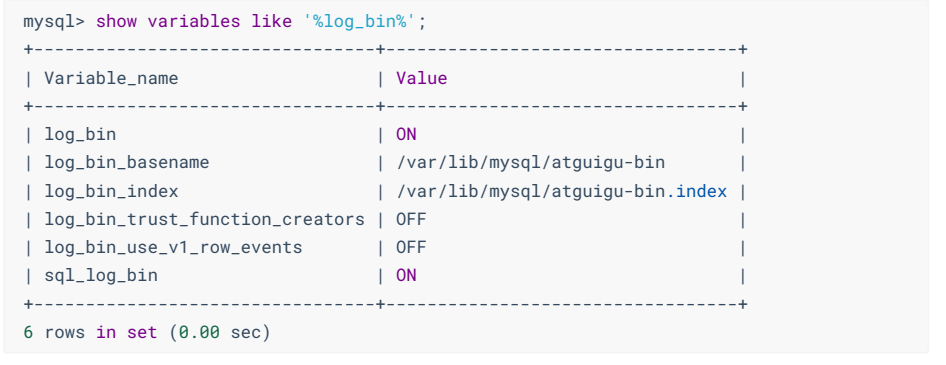 mysql> show variables like '%log_bin%';
+---------------------------------+----------------------------------+
| Variable_name                   | Value                            |
+---------------------------------+----------------------------------+
| log_bin                         | ON                               |
| log_bin_basename                | /var/lib/mysql/atguigu-bin       |
| log_bin_index                   | /var/lib/mysql/atguigu-bin.index |
| log_bin_trust_function_creators | OFF                              |
| log_bin_use_v1_row_events       | OFF                              |
| sql_log_bin                     | ON                               |
+---------------------------------+----------------------------------+
6 rows in set (0.00 sec)